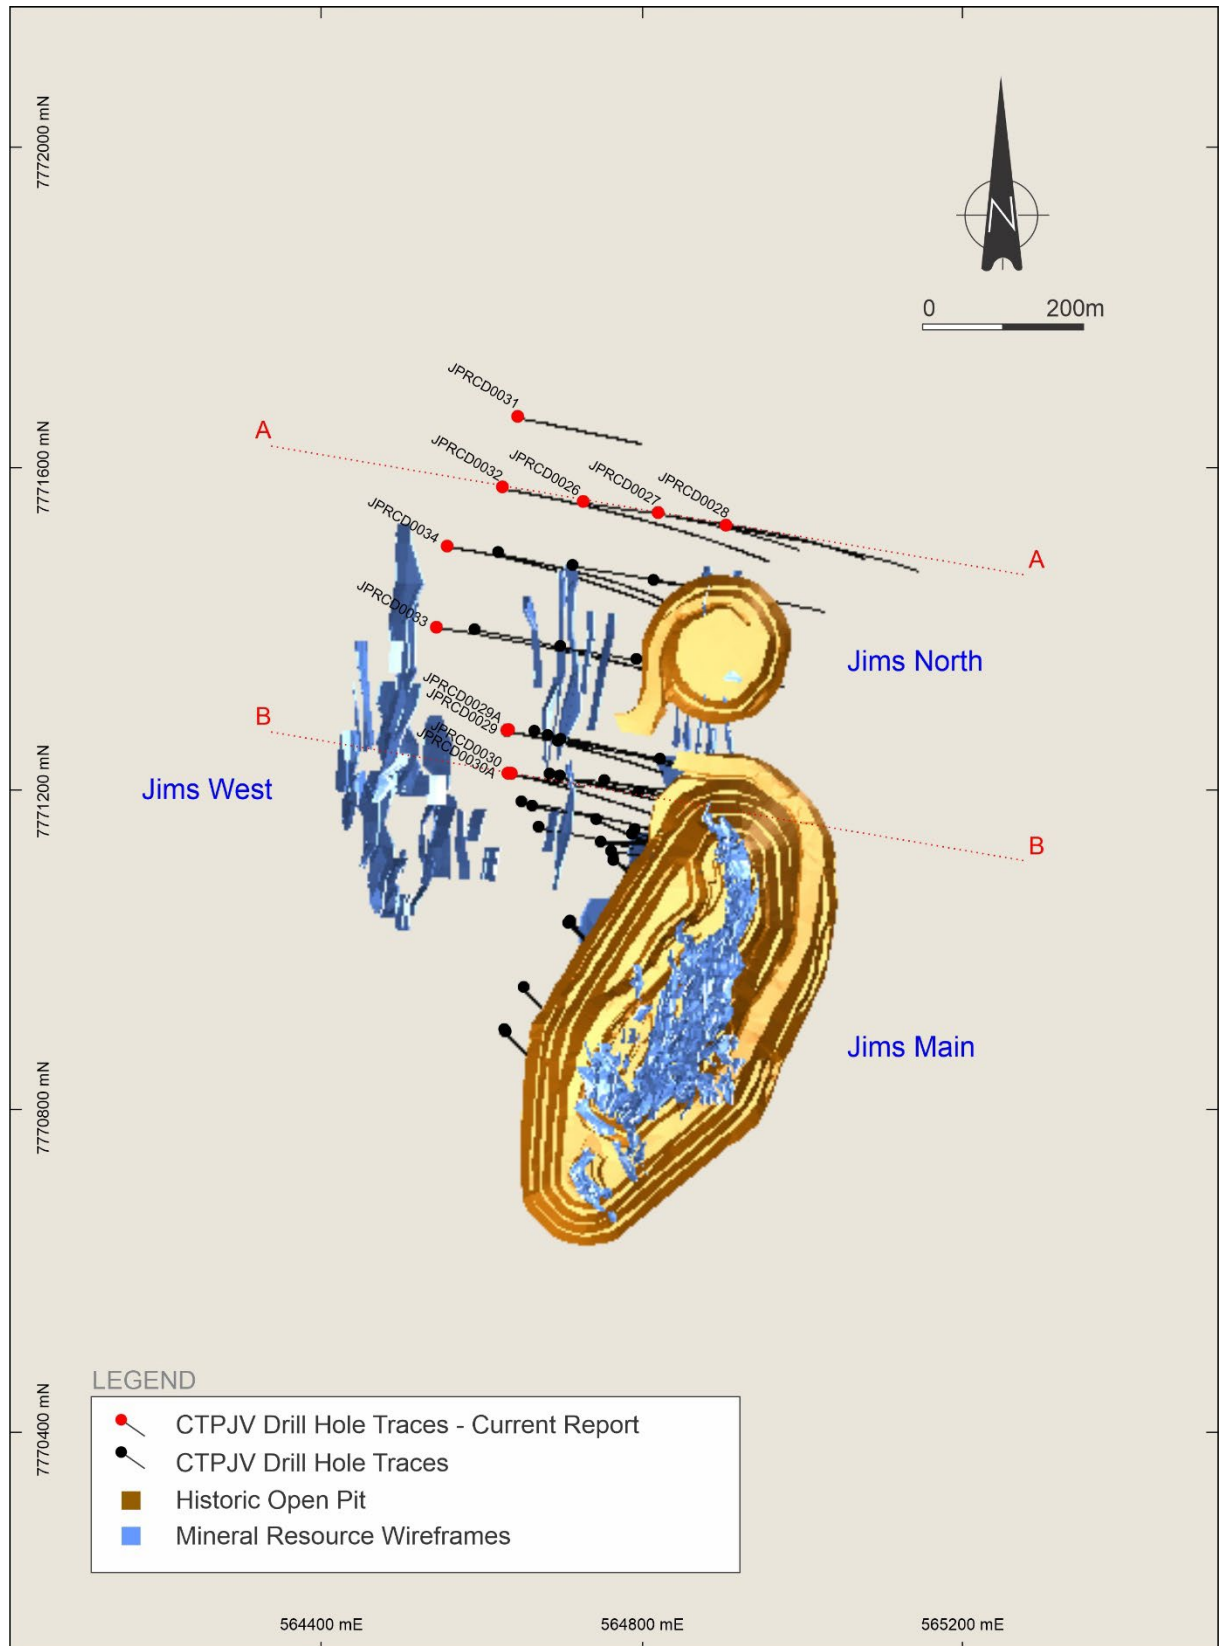 7772000 mN
N
0 200m
JPRCD0031
A
JPRCD0032
JPRCD0026
JPRCD0027
JPRCD0028
7771600 mN
JPRCD0034
A
JPRCD0033
Jims North
JPRCD0029A
JPRCD0029
B
JPRCD0030
JPRCD0030A
Jims West
7771200 mN
B
Jims Main
7770800 mN
LEGEND
CTPJV Drill Hole Traces - Current Report
CTPJV Drill Hole Traces
Historic Open Pit
Mineral Resource Wireframes
7770400 mN
564400 mE 564800 mE 565200 mE